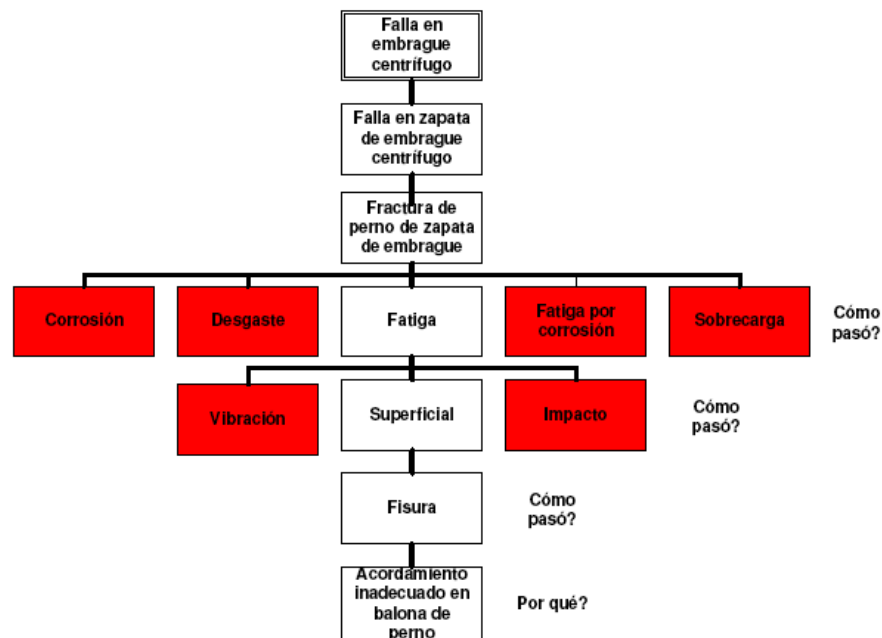 Falla en
embrague
centrífugo
Falla en zapata
de embrague
centrífugo
Fractura de
perno de zapata
de embrague
Corrosión
Desgaste
Fatiga
Fatiga por
corrosión
Sobrecarga
Cómo
pasó?
Vibración
Superficial
Impacto
Cómo
pasó?
Fisura
Cómo
pasó?
Acordamiento
inadecuado en
balona de
perno
Por qué?